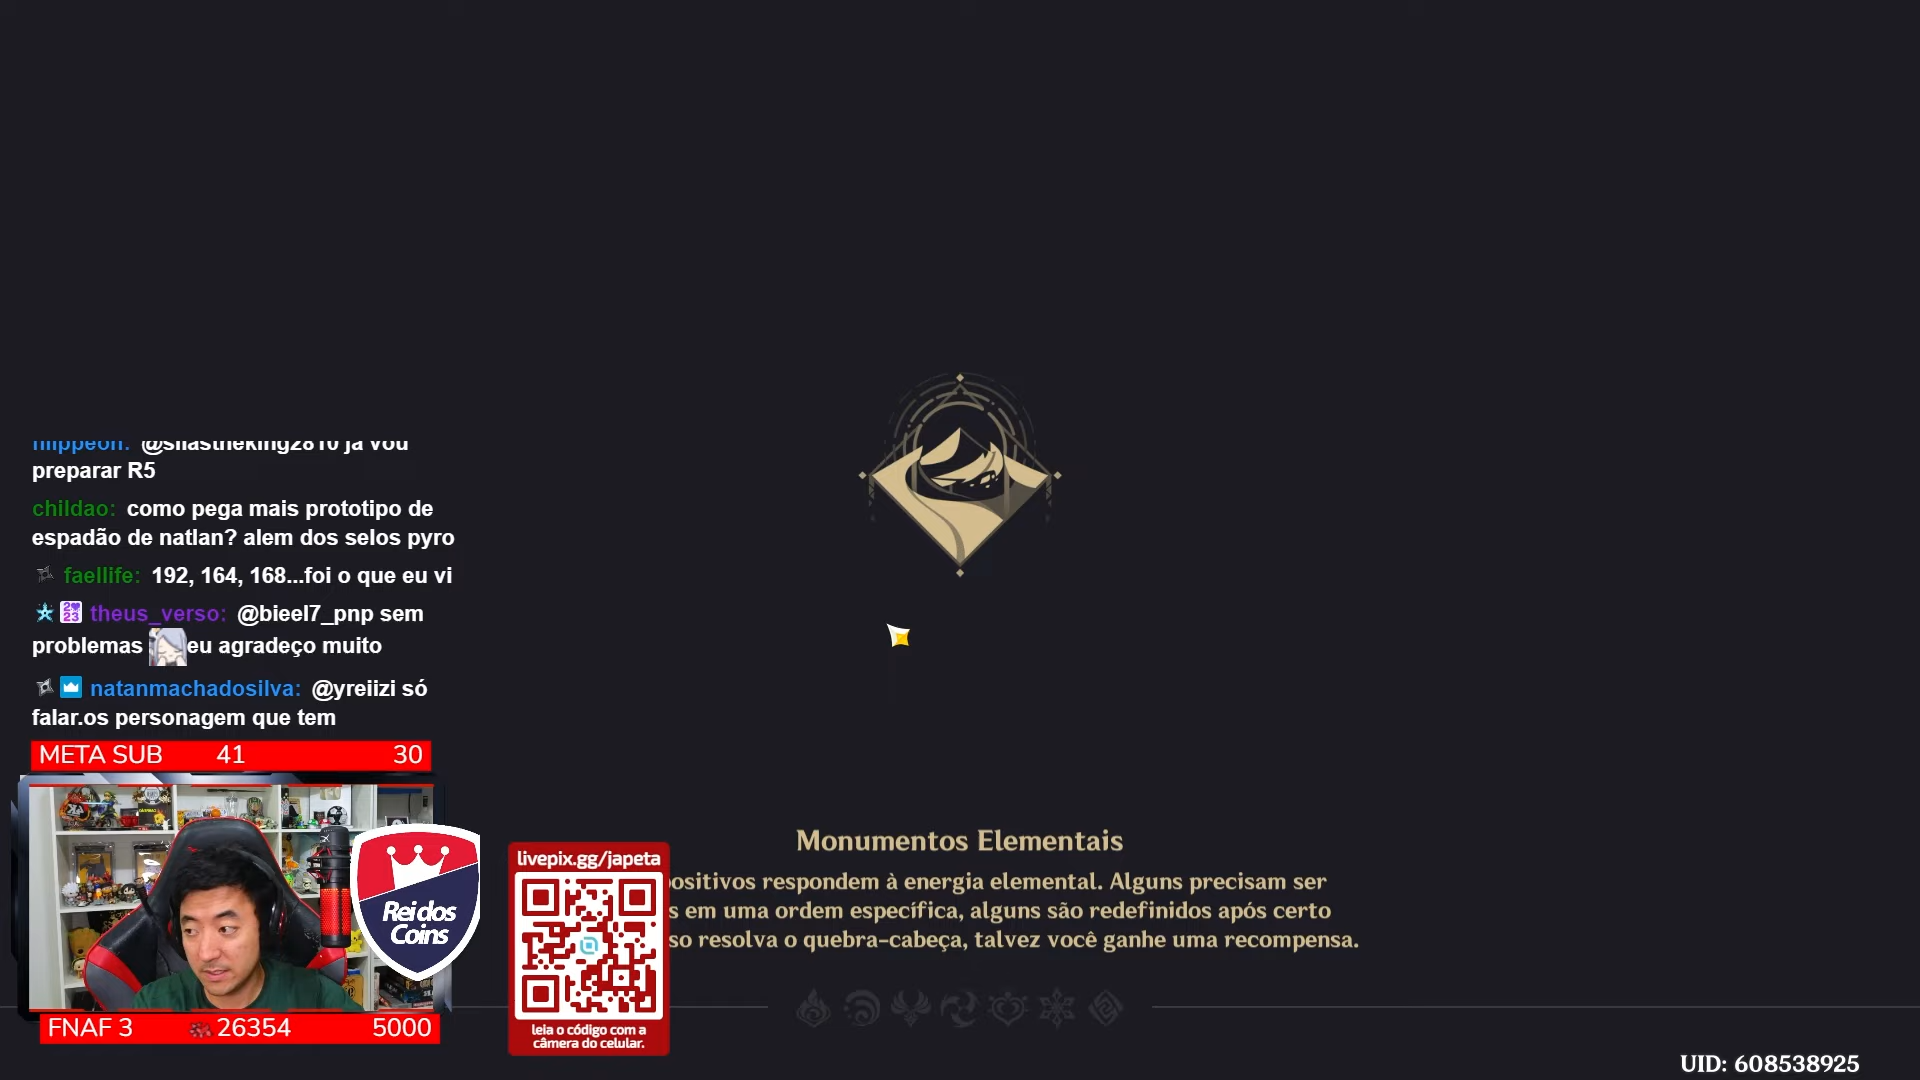 @silastheking2810 já vou
preparar R5
childao: como pega mais prototipo de
espadão de natlan? alem dos selos pyro
faellife: 192, 164, 168...foi o que eu vi
theus_verso: @bieel7_pnp sem
problemas eu agradeço muito
natanmachadosilva: @yreiizi só
falar.os personagem que tem
META SUB 41 30
Rei dos
Coins
FNAF 3 26354 5000
livepix.gg/japeta
leia o código com a
câmera do celular.
Monumentos Elementais
ositivos respondem à energia elemental. Alguns precisam ser
s em uma ordem específica, alguns são redefinidos após certo
so resolva o quebra-cabeça, talvez você ganhe uma recompensa.
UID: 608538925